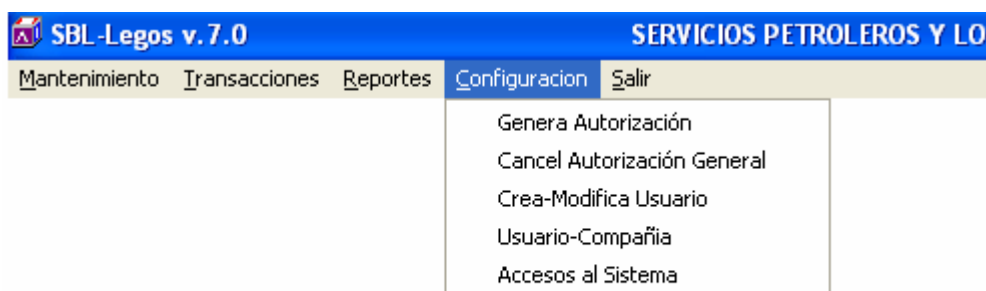 SBL-Legos v.7.0 SERVICIOS PETROLEROS Y LO
Mantenimiento Transacciones Reportes Configuracion Salir
Genera Autorización
Cancel Autorización General
Crea-Modifica Usuario
Usuario-Compañia
Accesos al Sistema